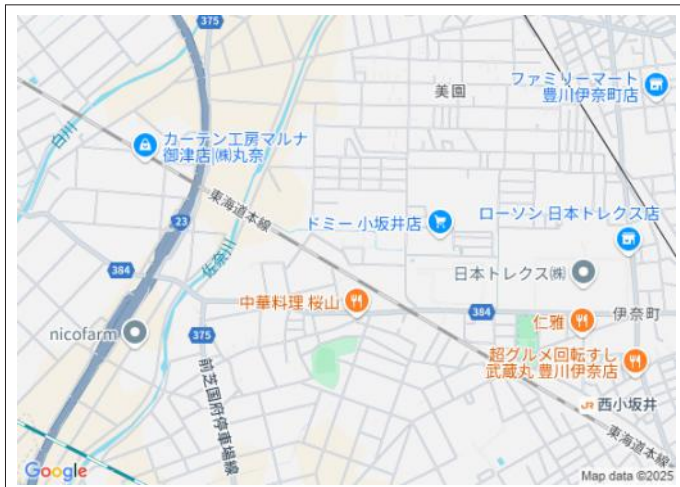 375
美園
ファミリーマート
豊川伊奈町店
白川
カーテン工房マルナ
御津店㈱丸奈
東海道本線
23
佐奈川
ドミー 小坂井店
ローソン 日本トレクス店
384
日本トレクス㈱
中華料理 桜山
384
伊奈町
仁雅
nicofarm
375
超グルメ回転すし
武蔵丸 豊川伊奈店
前芝国府停車場線
JR 西小坂井
東海道本線
Google
Map data ©2025